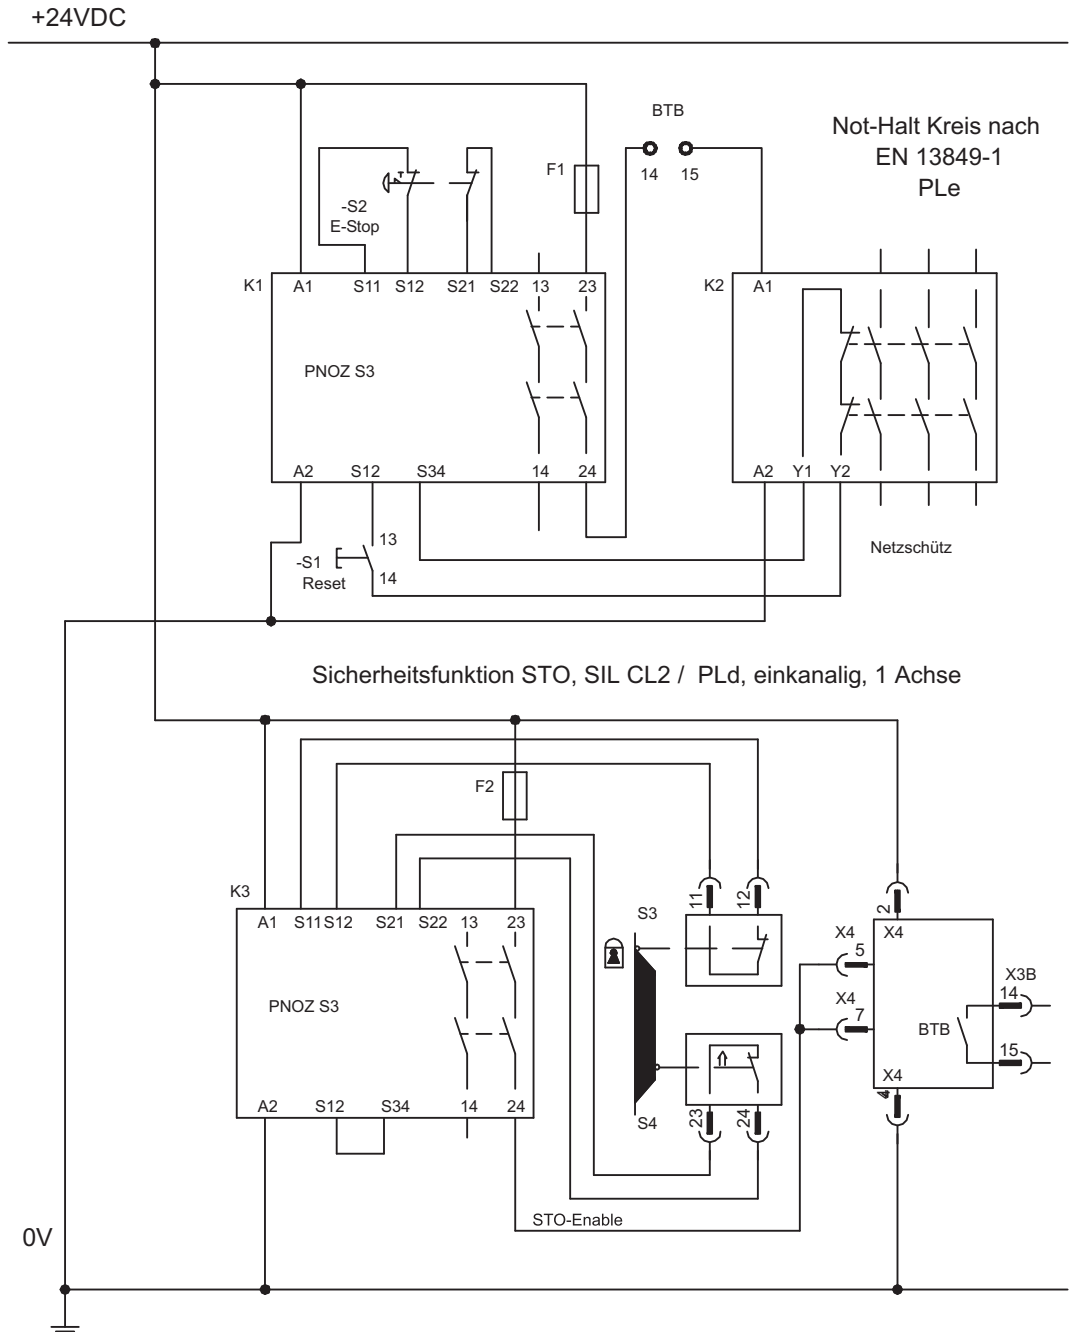 +24VDC
BTB
14 15
Not-Halt Kreis nach
EN 13849-1
PLe
F1
-S2
E-Stop
K1
A1 S11 S12 S21 S22 13 23
PNOZ S3
A2 S12 S34 14 24
K2
A1
A2 Y1 Y2
Netzschütz
13
-S1
Reset
14
Sicherheitsfunktion STO, SIL CL2 / PLd, einkanalig, 1 Achse
F2
K3
A1 S11 S12 S21 S22 13 23
PNOZ S3
A2 S12 S34 14 24
11 12
S3
S4
23 24
2
X4
X4
5
X4
7
X3B
14
BTB
15
X4
4
STO-Enable
0V